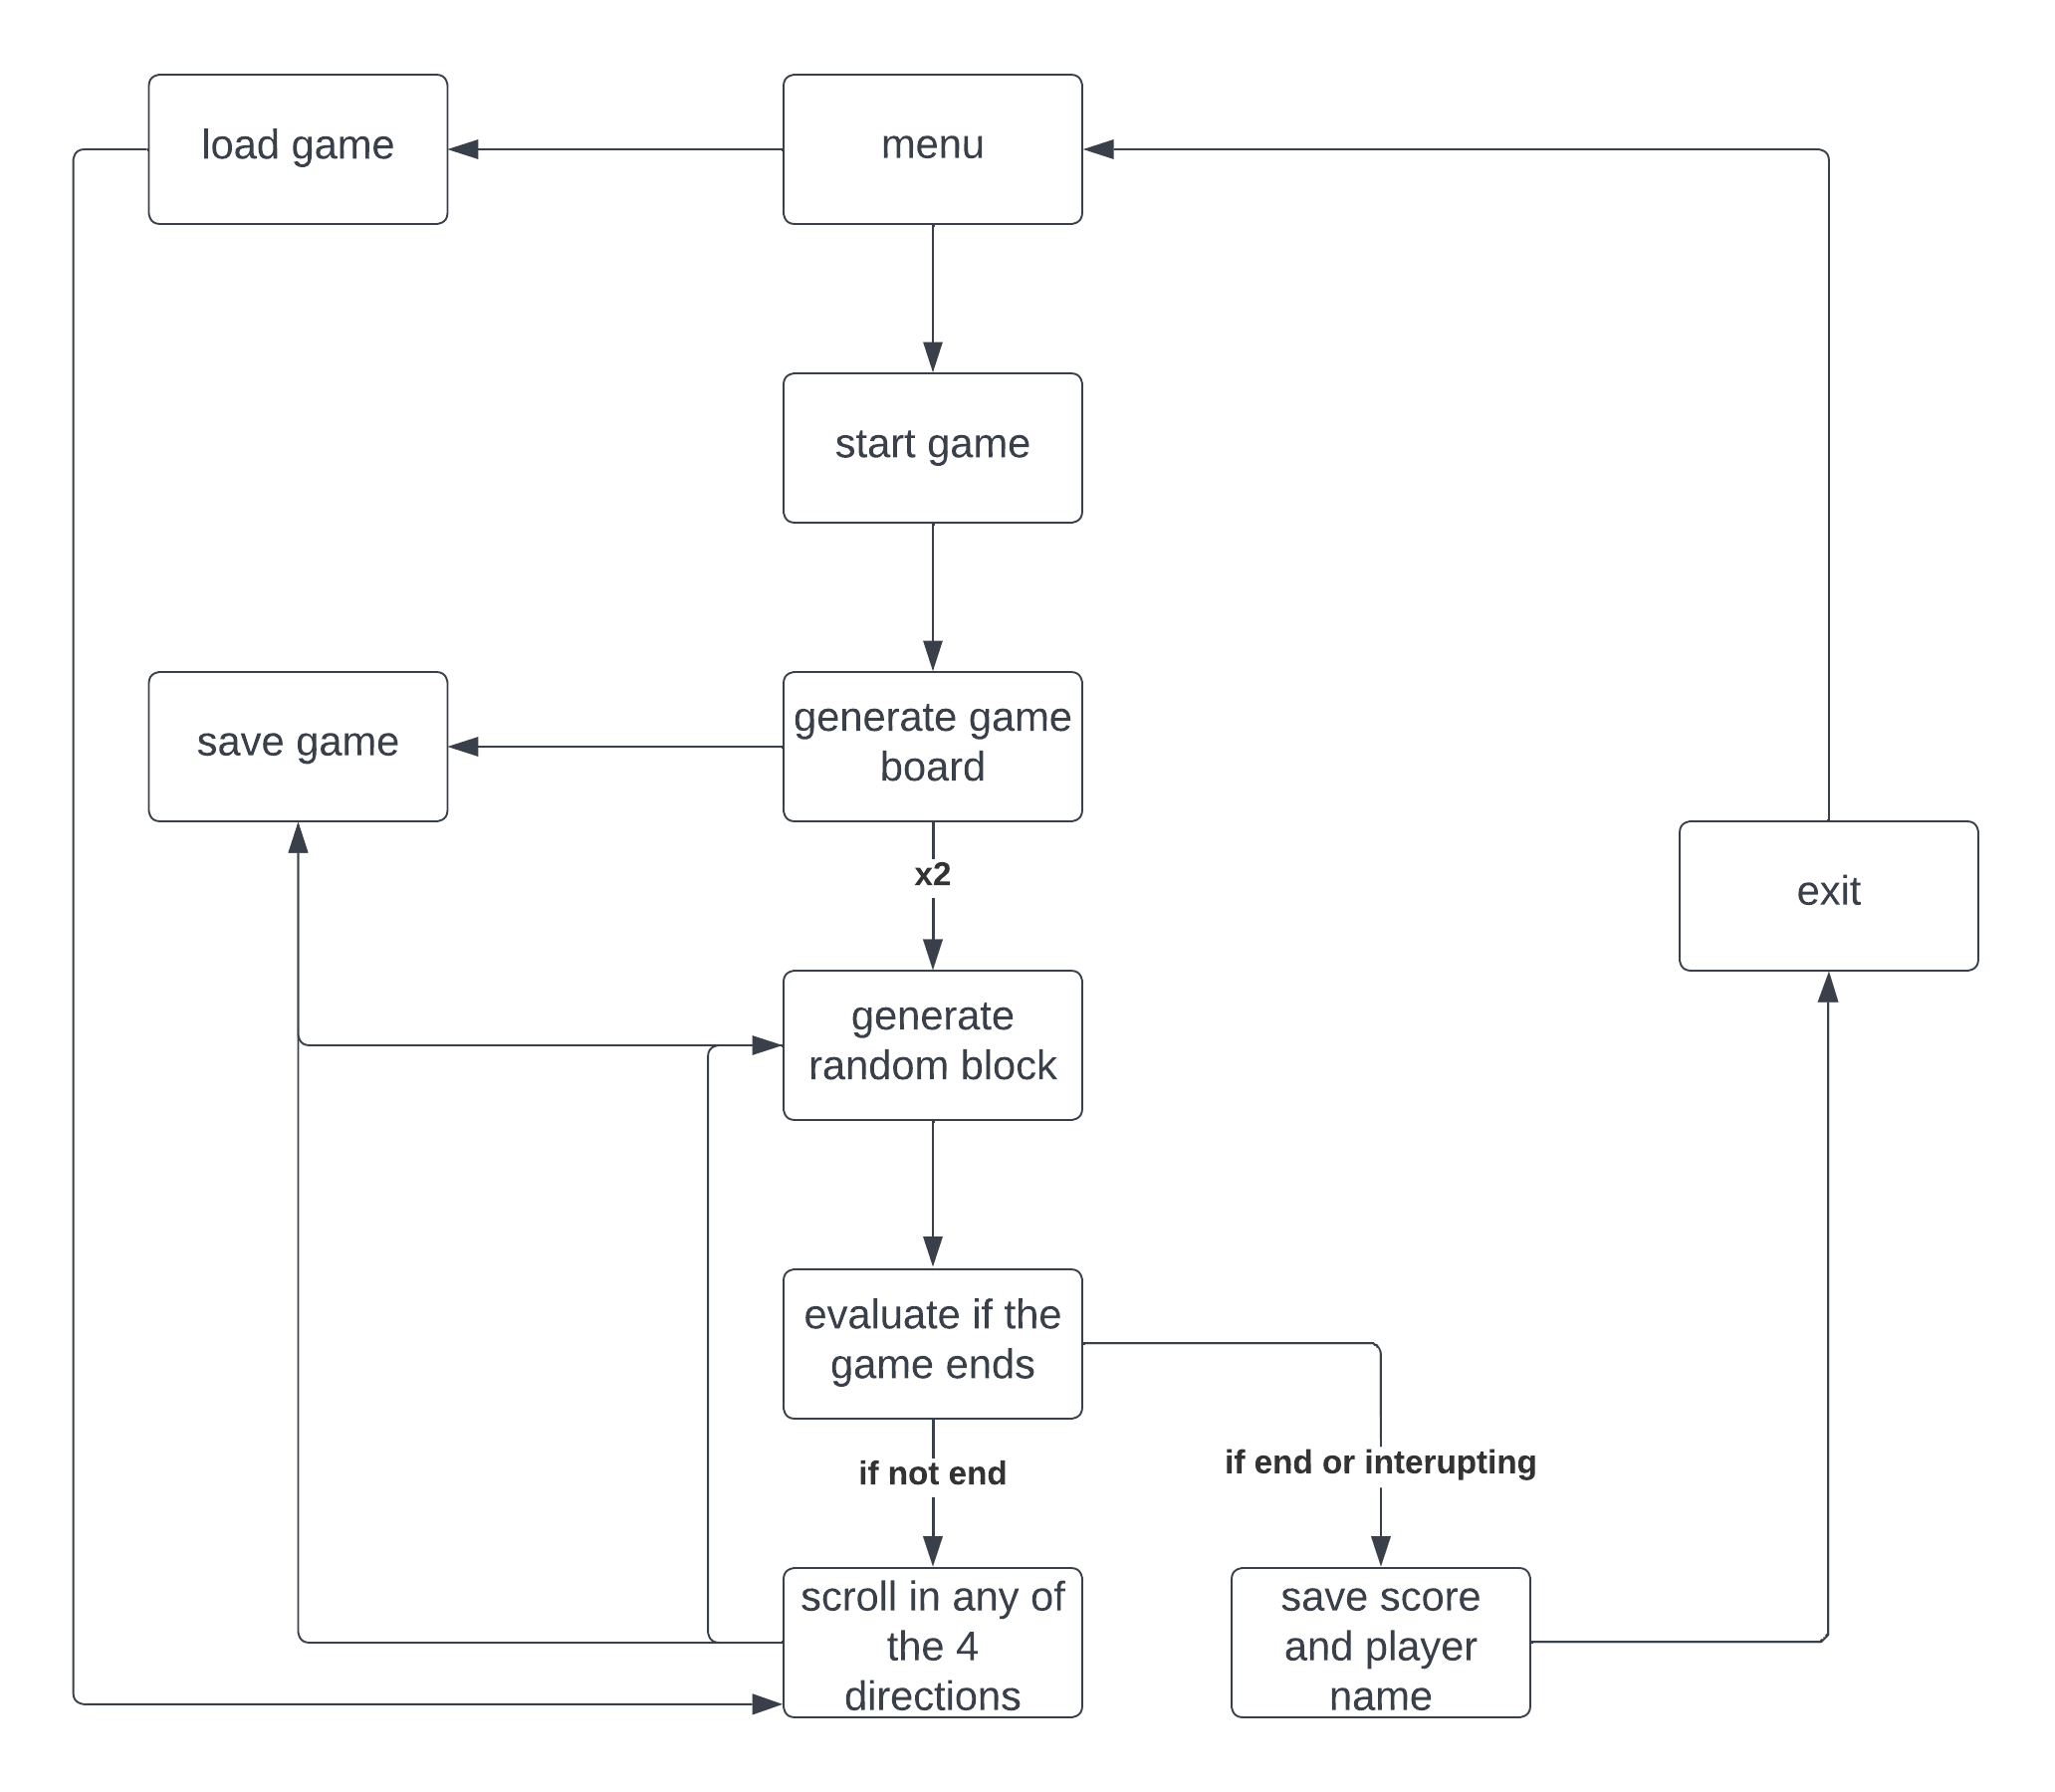 load game
menu
start game
save game
generate game
board
x2
exit
generate
random block
evaluate if the
game ends
if not end
if end or interupting
scroll in any of
the 4
directions
save score
and player
name